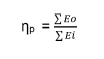 ηp = ∑Eo / ∑Ei